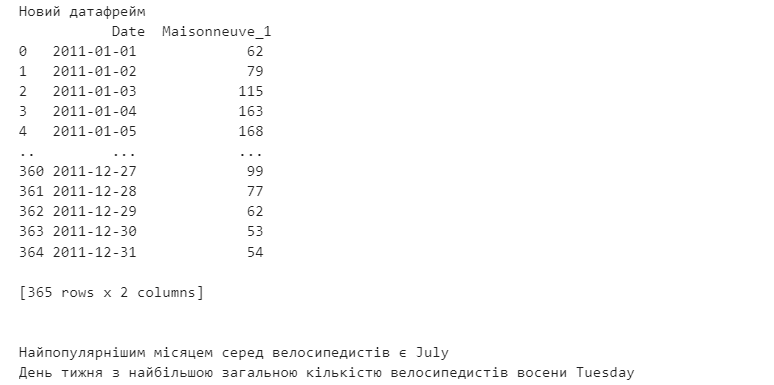 Новий датафрейм
Date Maisonneuve_1
0 2011-01-01 62
1 2011-01-02 79
2 2011-01-03 115
3 2011-01-04 163
4 2011-01-05 168
.. ... ...
360 2011-12-27 99
361 2011-12-28 77
362 2011-12-29 62
363 2011-12-30 53
364 2011-12-31 54
[365 rows x 2 columns]
Найпопулярнішим місяцем серед велосипедистів є July
День тижня з найбільшою загальною кількістю велосипедистів восени Tuesday